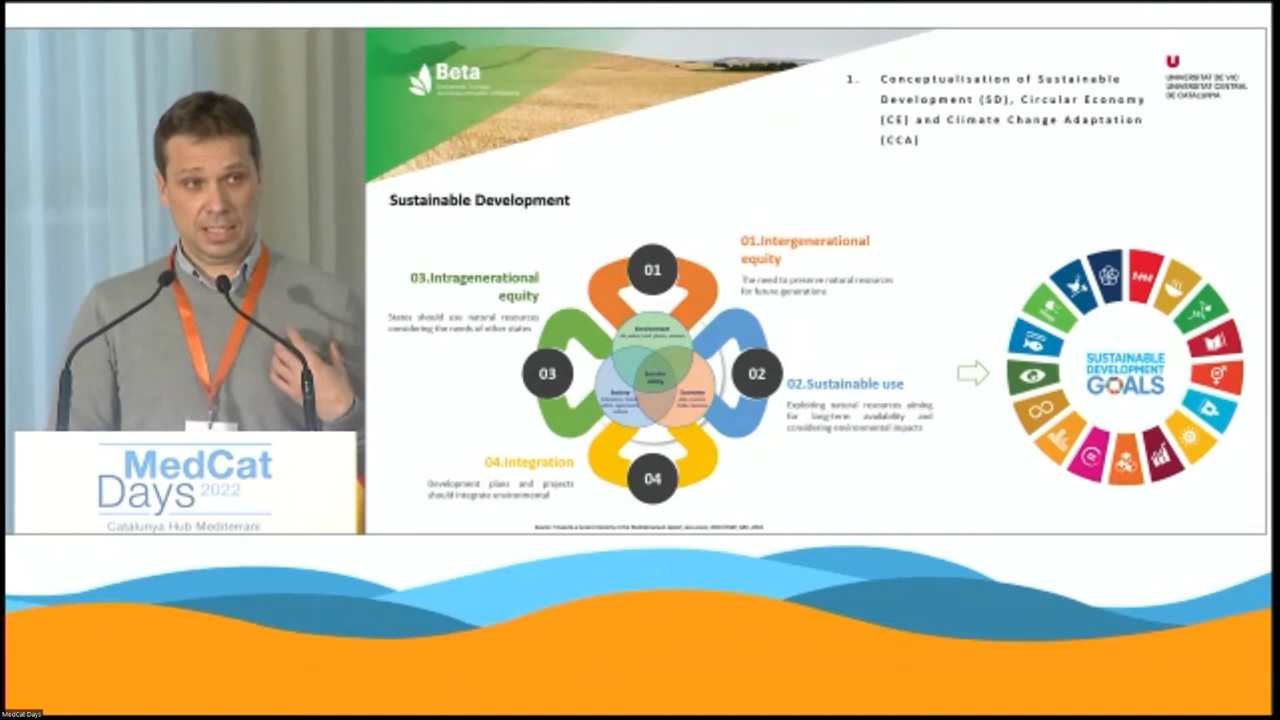 Beta
1. Conceptualisation of Sustainable
Development (SD), Circular Economy
(CE) and Climate Change Adaptation
(CCA)
U
UNIVERSITAT DE VIC
UNIVERSITAT CENTRAL
DE CATALUNYA
Sustainable Development
01.Intergenerational
equity
The need to preserve natural resources
for future generations
03.Intragenerational
equity
States should use natural resources
considering the needs of other states
01
02
03
04
Environment
Society
Economy
02.Sustainable use
Exploiting natural resources aiming
for long-term availability and
considering environmental impacts
04.Integration
Development plans and projects
should integrate environmental
SUSTAINABLE
DEVELOPMENT
GOALS
MedCat
Days 2022
Catalunya Hub Mediterrani
MedCat Days